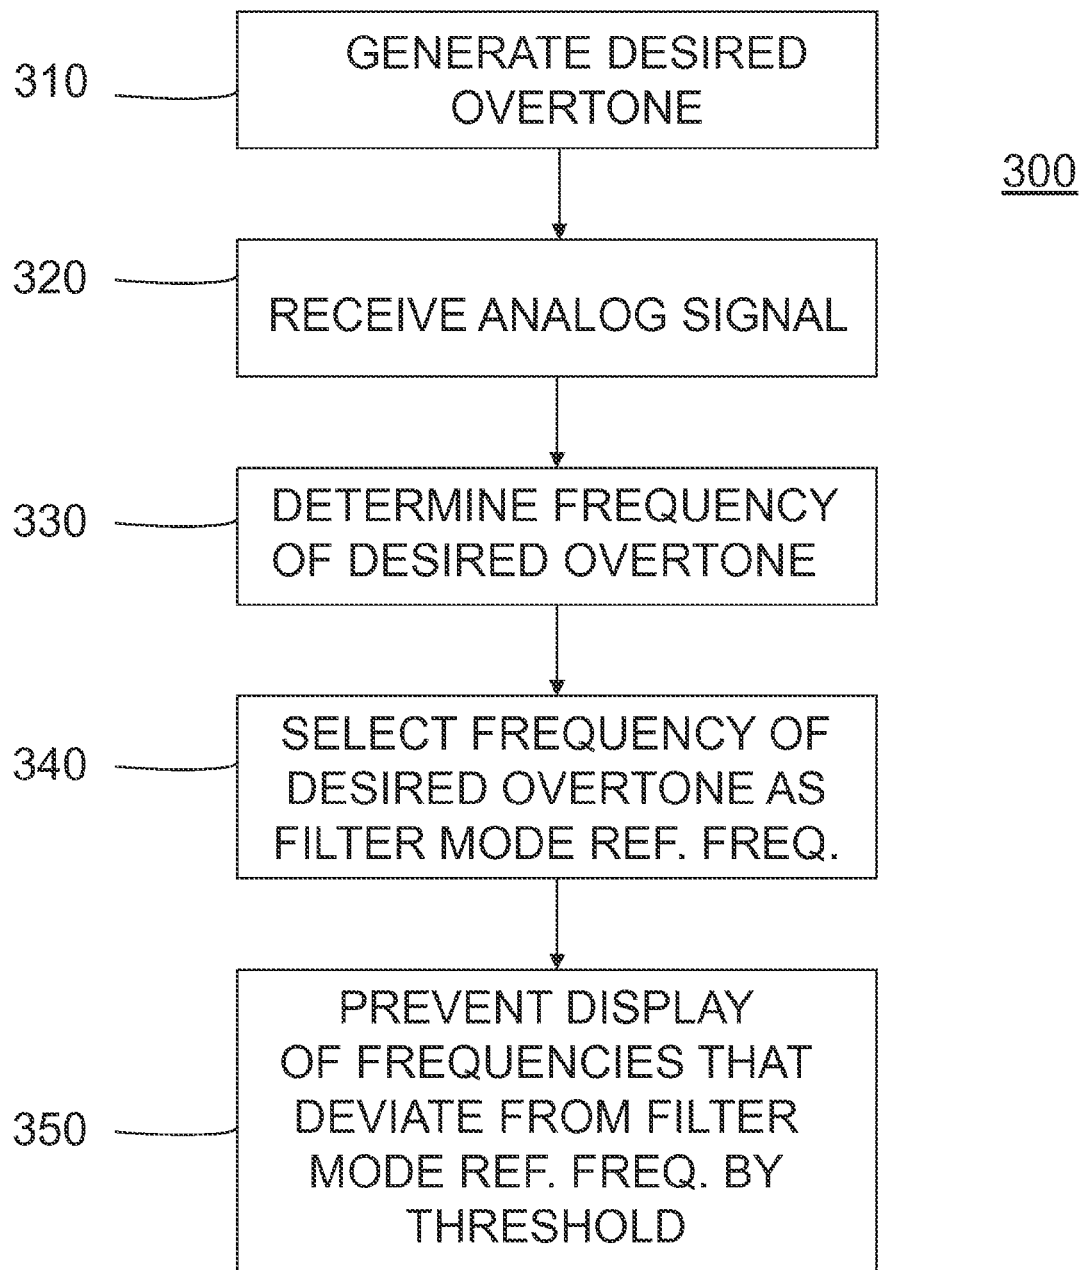 310
GENERATE DESIRED
OVERTONE
300
320
RECEIVE ANALOG SIGNAL
330
DETERMINE FREQUENCY
OF DESIRED OVERTONE
340
SELECT FREQUENCY OF
DESIRED OVERTONE AS
FILTER MODE REF. FREQ.
350
PREVENT DISPLAY
OF FREQUENCIES THAT
DEVIATE FROM FILTER
MODE REF. FREQ. BY
THRESHOLD